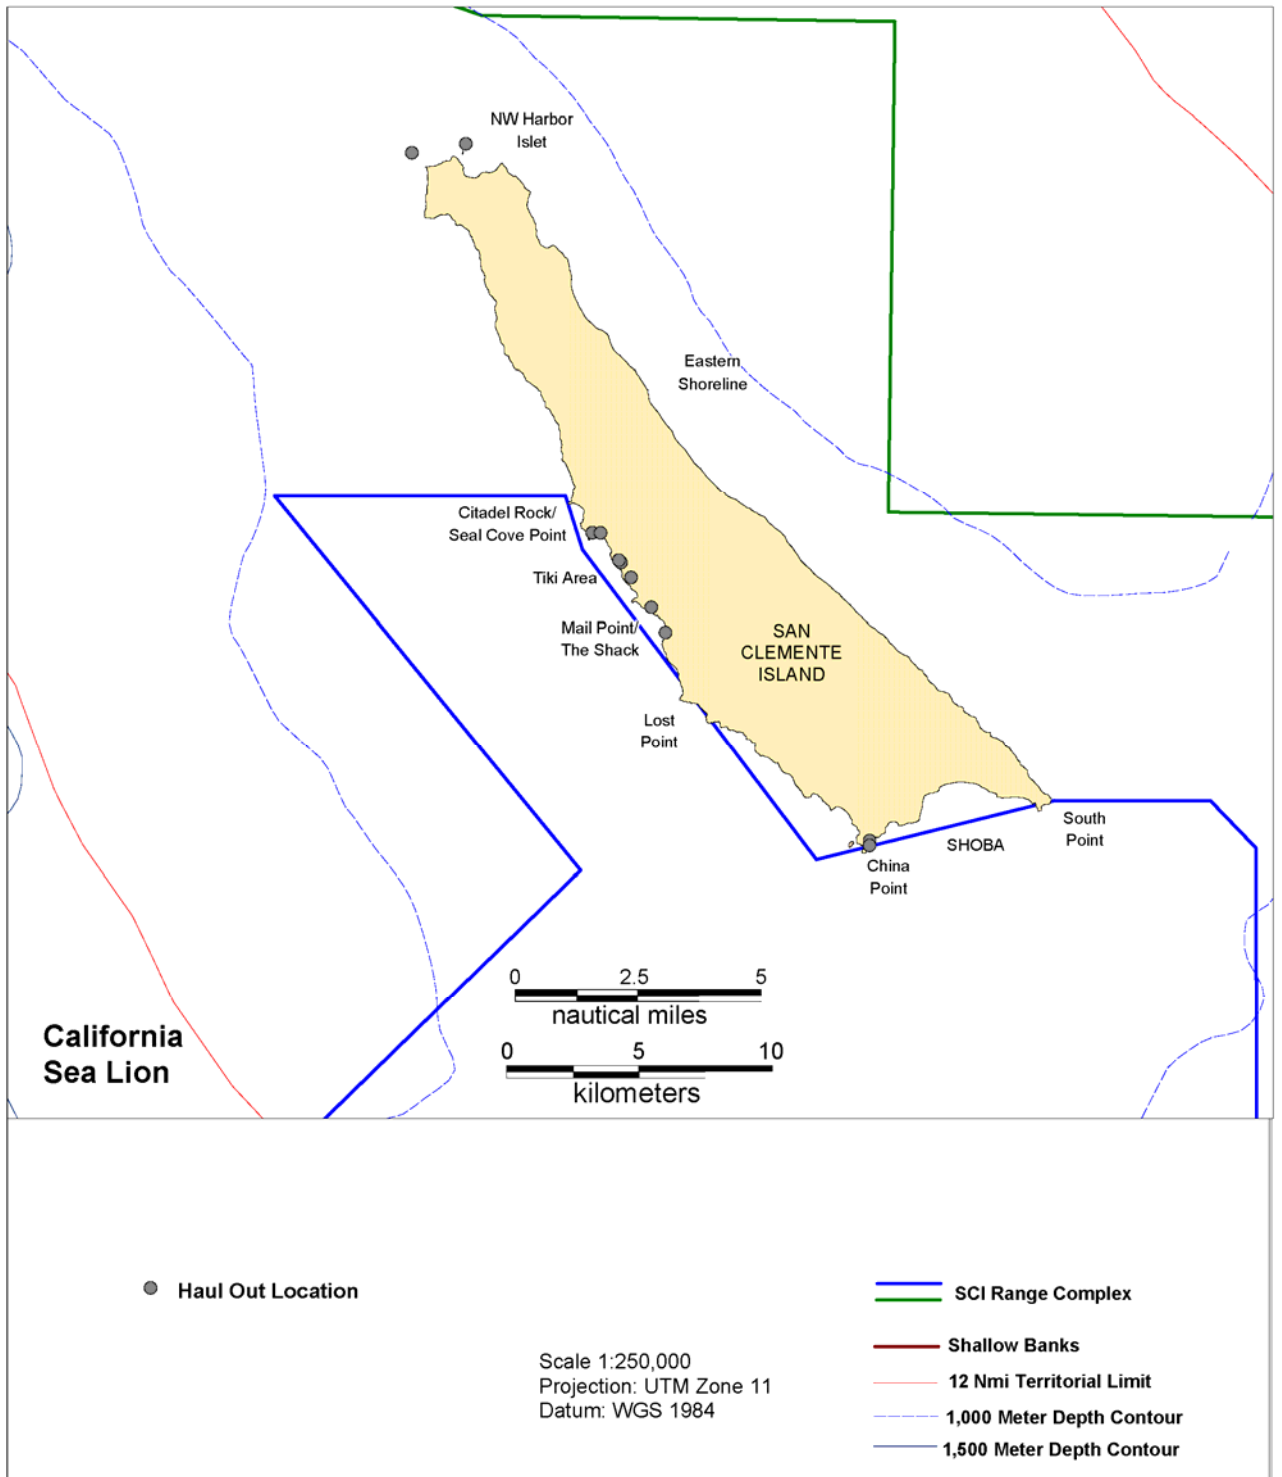 NW Harbor
Islet
Eastern
Shoreline
Citadel Rock/
Seal Cove Point
Tiki Area
Mail Point/
The Shack
SAN
CLEMENTE
ISLAND
Lost
Point
South
Point
SHOBA
China
Point
0 2.5 5
nautical miles
0 5 10
kilometers
California
Sea Lion
Haul Out Location
Scale 1:250,000
Projection: UTM Zone 11
Datum: WGS 1984
SCI Range Complex
Shallow Banks
12 Nmi Territorial Limit
1,000 Meter Depth Contour
1,500 Meter Depth Contour